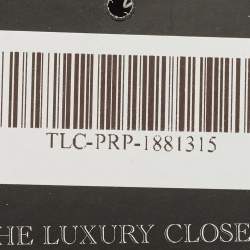 TLC-PRP-1881315
HE LUXURY CLOSE